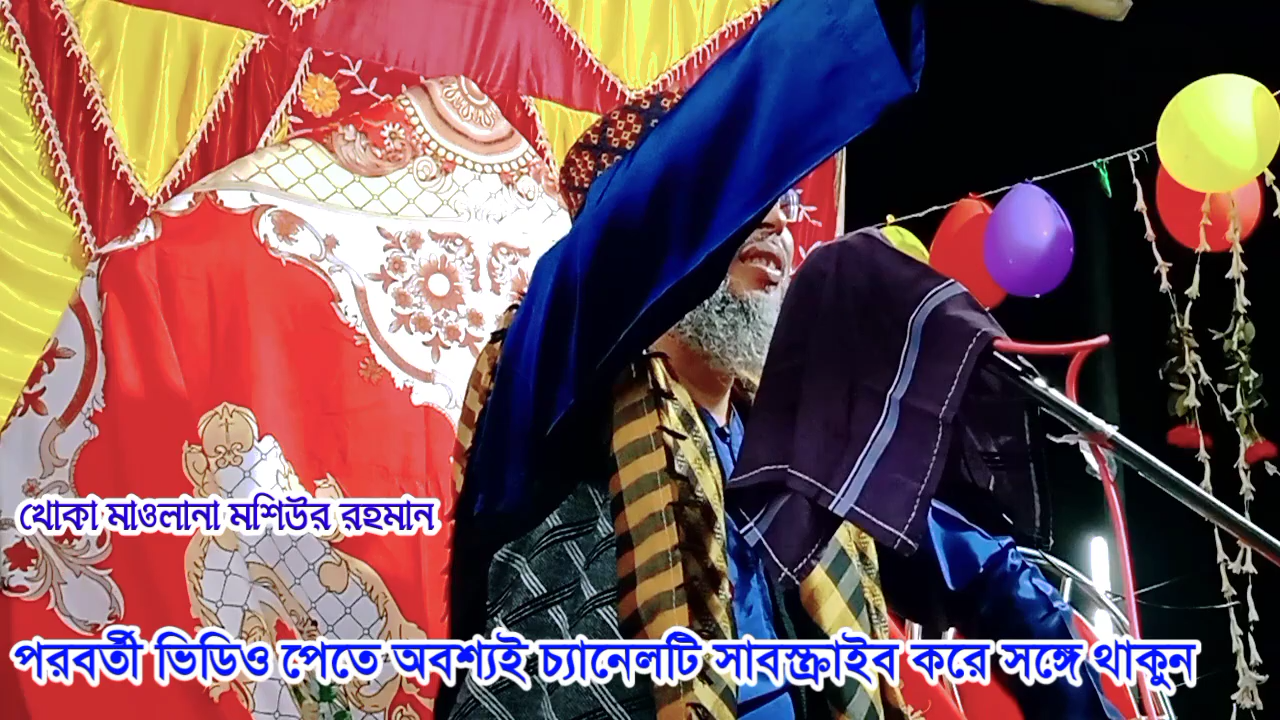 খোকা মাওলানা মশিউর রহমান
পরবর্তী ভিডিও পেতে অবশ্যই চ্যানেলটি সাবস্ক্রাইব করে সঙ্গে থাকুন